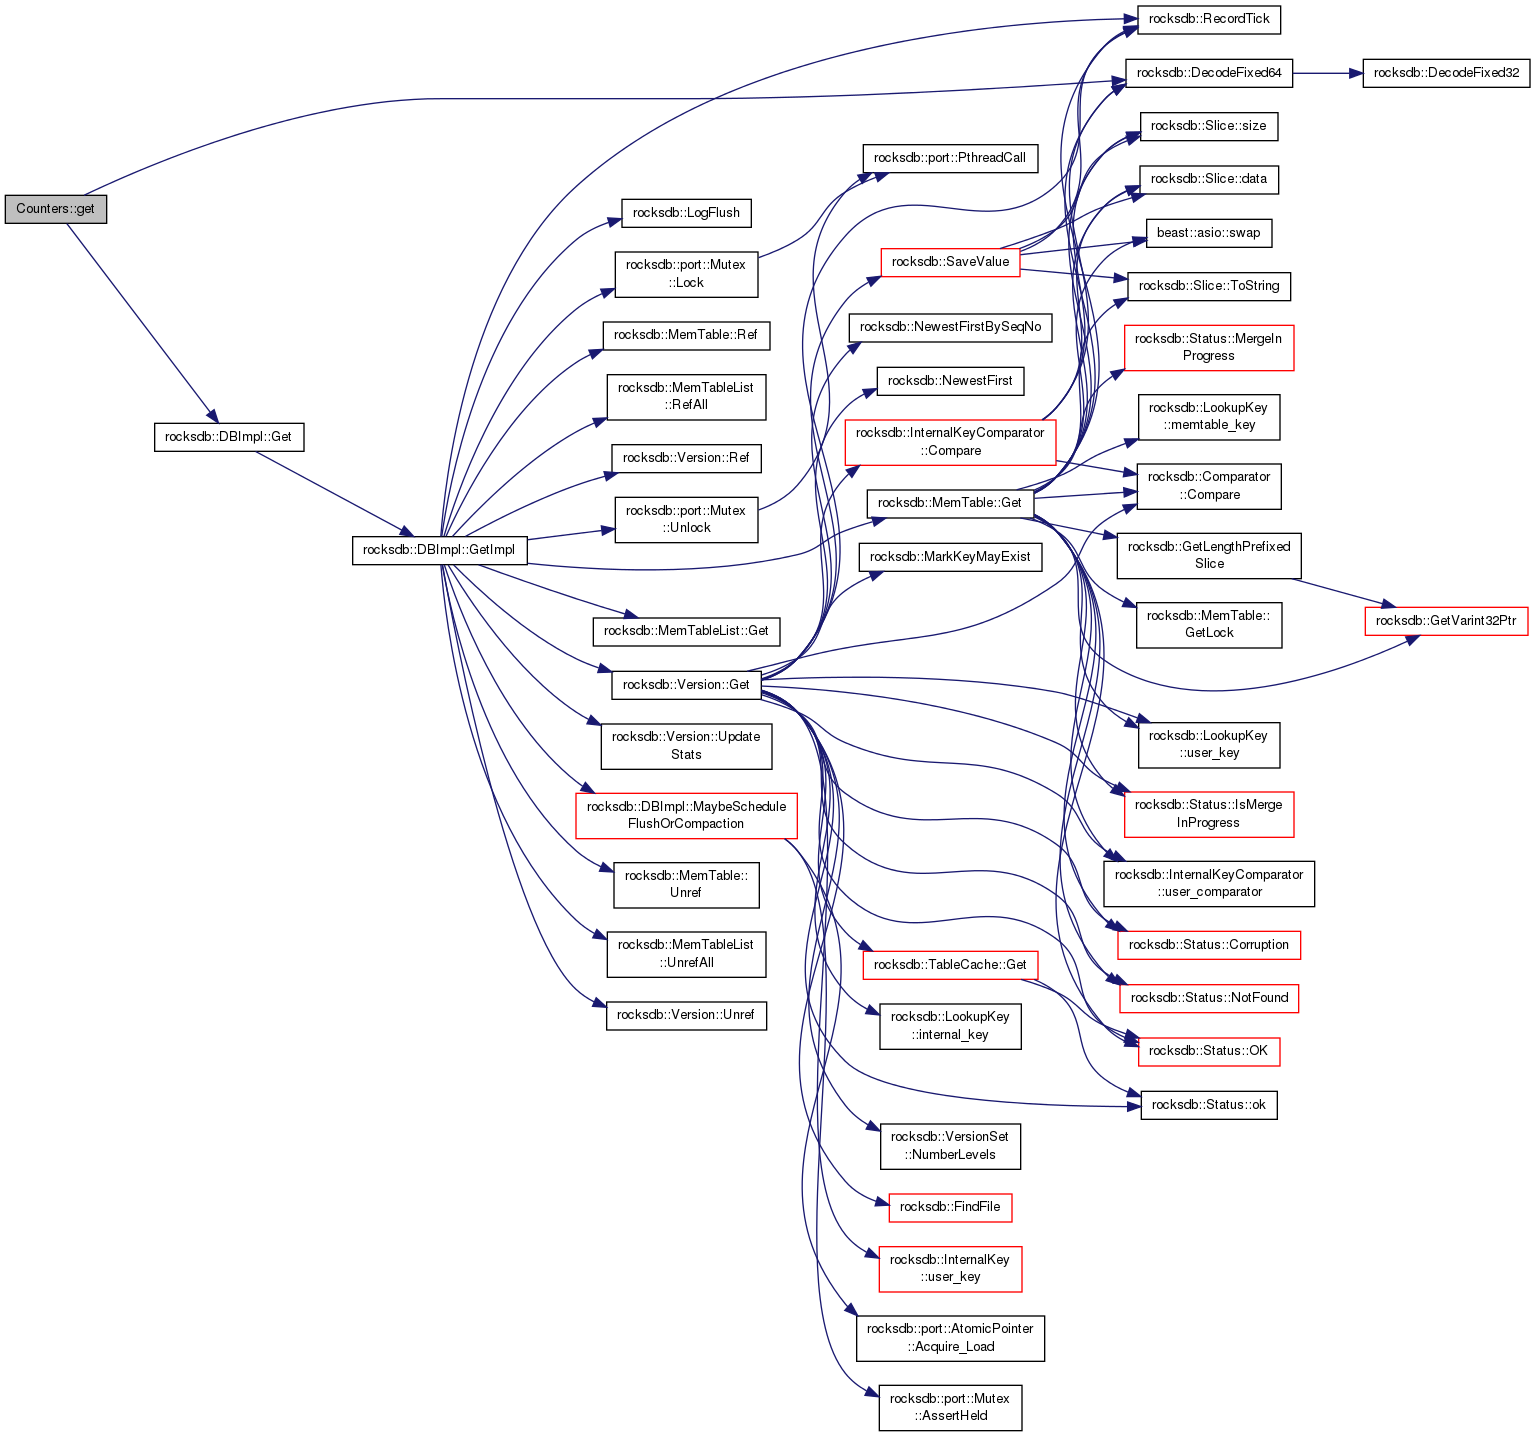 Counters::get
rocksdb::DBImpl::Get
rocksdb::DBImpl::GetImpl
rocksdb::LogFlush
rocksdb::port::Mutex
::Lock
rocksdb::MemTable::Ref
rocksdb::MemTableList
::RefAll
rocksdb::Version::Ref
rocksdb::port::Mutex
::Unlock
rocksdb::MemTableList::Get
rocksdb::Version::Get
rocksdb::Version::Update
Stats
rocksdb::DBImpl::MaybeSchedule
FlushOrCompaction
rocksdb::MemTable::
Unref
rocksdb::MemTableList
::UnrefAll
rocksdb::Version::Unref
rocksdb::port::PthreadCall
rocksdb::SaveValue
rocksdb::NewestFirstBySeqNo
rocksdb::NewestFirst
rocksdb::InternalKeyComparator
::Compare
rocksdb::MemTable::Get
rocksdb::MarkKeyMayExist
rocksdb::TableCache::Get
rocksdb::LookupKey
::internal_key
rocksdb::VersionSet
::NumberLevels
rocksdb::FindFile
rocksdb::InternalKey
::user_key
rocksdb::port::AtomicPointer
::Acquire_Load
rocksdb::port::Mutex
::AssertHeld
rocksdb::RecordTick
rocksdb::DecodeFixed64
rocksdb::Slice::size
rocksdb::Slice::data
beast::asio::swap
rocksdb::Slice::ToString
rocksdb::Status::MergeIn
Progress
rocksdb::LookupKey
::memtable_key
rocksdb::Comparator
::Compare
rocksdb::GetLengthPrefixed
Slice
rocksdb::MemTable::
GetLock
rocksdb::LookupKey
::user_key
rocksdb::Status::IsMerge
InProgress
rocksdb::InternalKeyComparator
::user_comparator
rocksdb::Status::Corruption
rocksdb::Status::NotFound
rocksdb::Status::OK
rocksdb::Status::ok
rocksdb::DecodeFixed32
rocksdb::GetVarint32Ptr